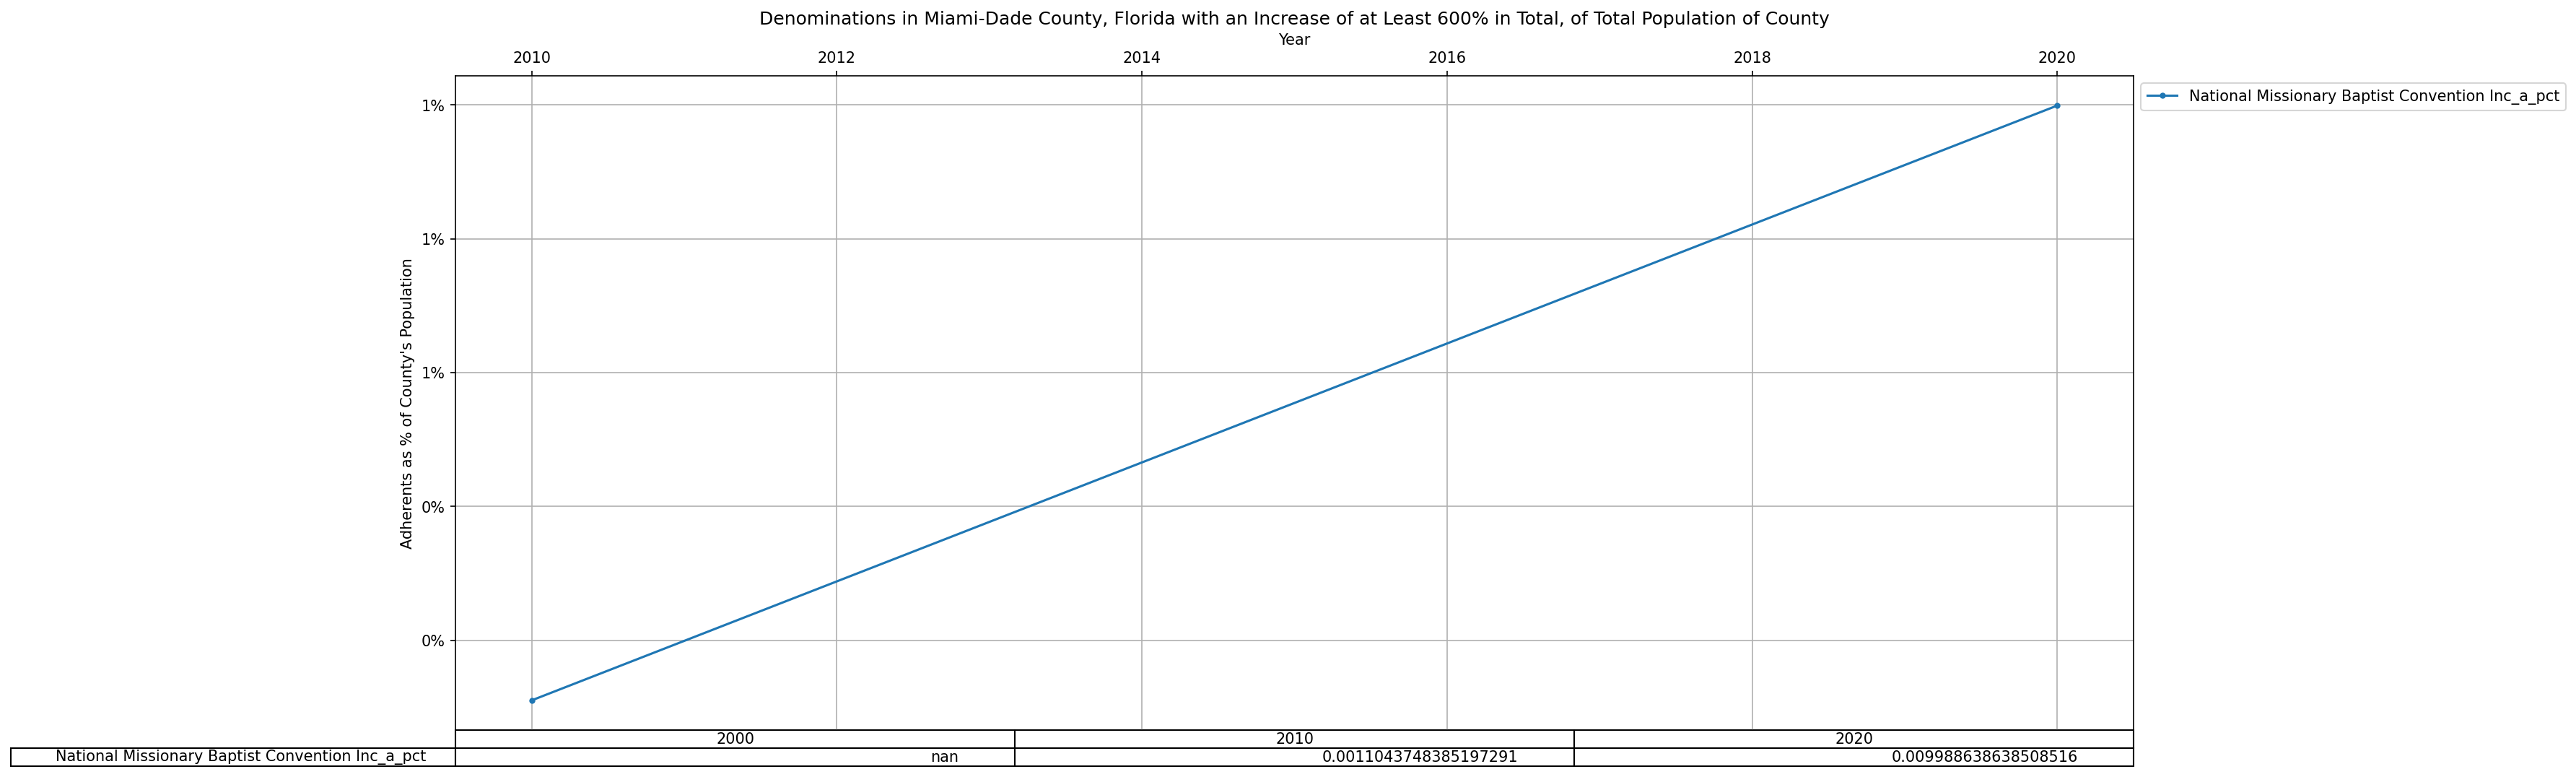 Denominations in Miami-Dade County, Florida with an Increase of at Least 600% in Total, of Total Population of County
Year
2010 2012 2014 2016 2018 2020
National Missionary Baptist Convention Inc_a_pct
Adherents as % of County's Population
1%
1%
1%
0%
0%
2000 2010 2020
National Missionary Baptist Convention Inc_a_pct nan 0.0011043748385197291 0.009988638638508516